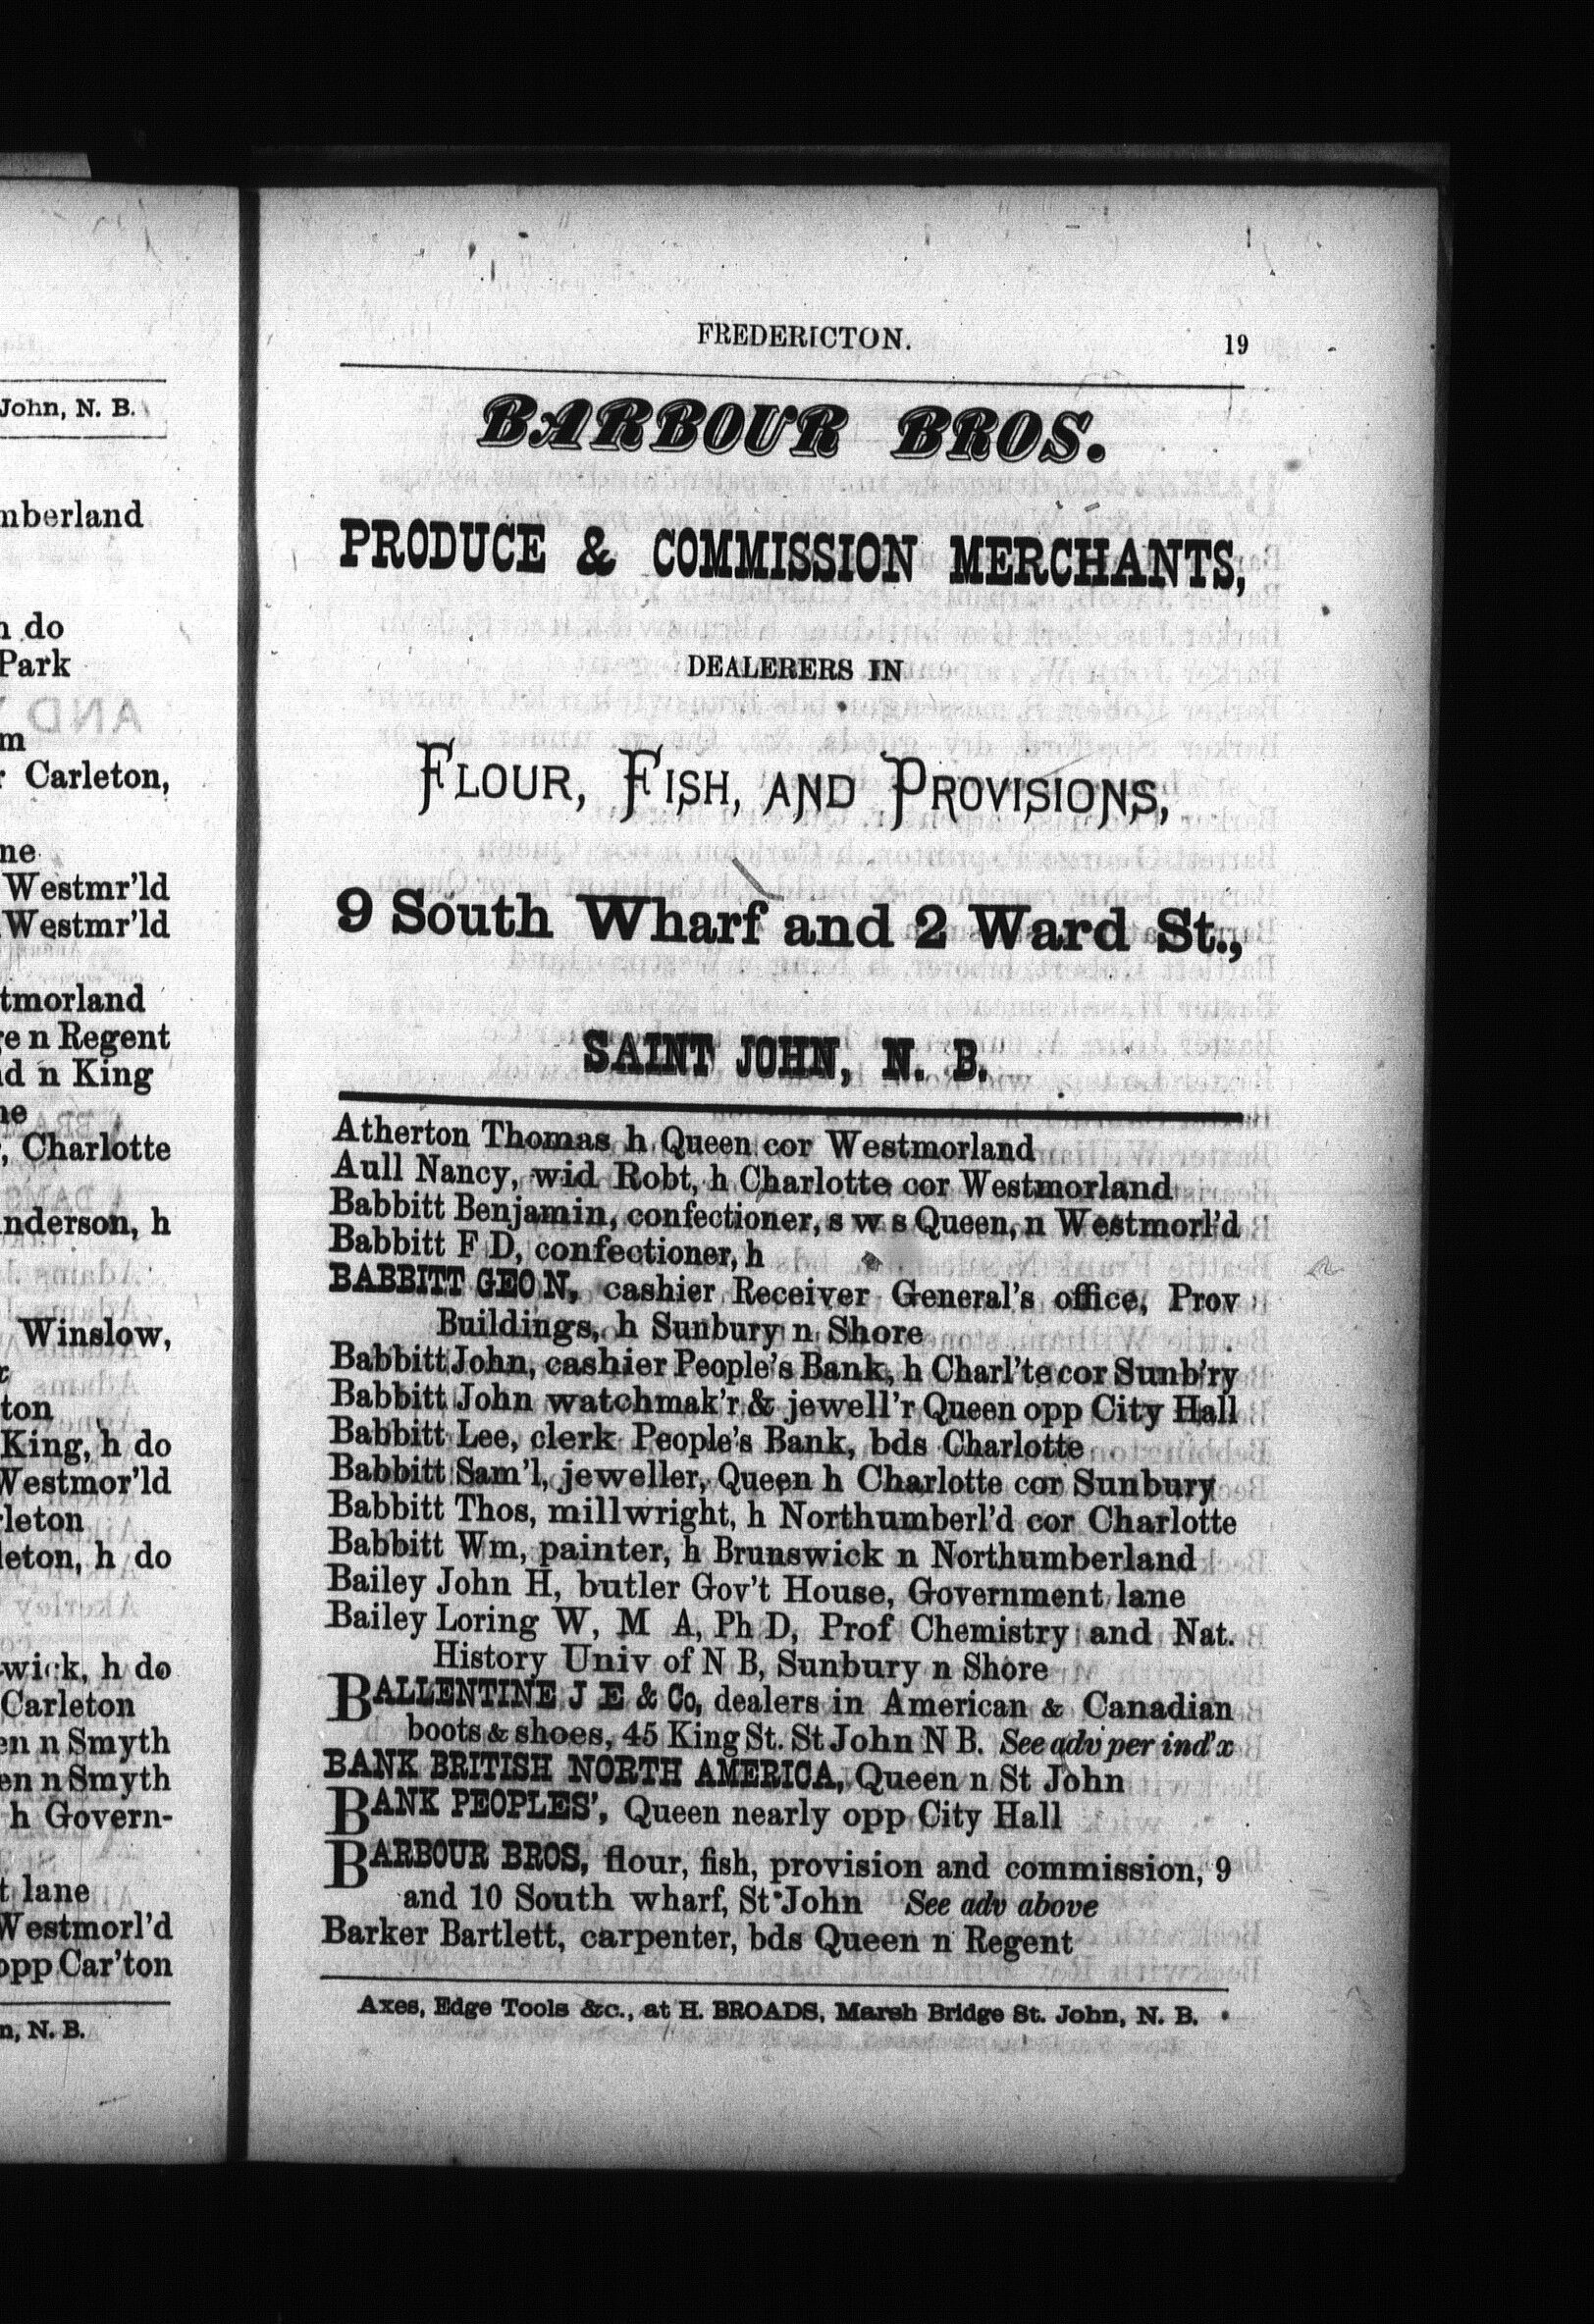 John, N. B.
mberland
do
Park
m
Carleton,
ne
Westmr'ld
Westmr'ld
tmorland
n Regent
n King
Charlotte
nderson, h
Winslow,
ton
King, h do
Westmor'ld
leton
leton, h do
wick, h do
Carleton
en n Smyth
en n Smyth
h Govern-
lane
Westmorl'd
opp Car'ton
n, N. B.
FREDERICTON. 19
BARBOUR BROS.
PRODUCE & COMMISSION MERCHANTS,
DEALERERS IN
FLOUR, FISH, AND PROVISIONS,
9 South Wharf and 2 Ward St.,
SAINT JOHN, N. B.
Atherton Thomas h Queen cor Westmorland
Aull Nancy, wid Robt, h Charlotte cor Westmorland
Babbitt Benjamin, confectioner, s w s Queen, n Westmorl'd
Babbitt F D, confectioner, h
BABBITT GEO N, cashier Receiver General's office, Prov
Buildings, h Sunbury n Shore
Babbitt John, cashier People's Bank, h Charl'te cor Sunb'ry
Babbitt John watchmak'r & jewell'r Queen opp City Hall
Babbitt Lee, clerk People's Bank, bds Charlotte
Babbitt Sam'l, jeweller, Queen h Charlotte cor Sunbury
Babbitt Thos, millwright, h Northumberl'd cor Charlotte
Babbitt Wm, painter, h Brunswick n Northumberland
Bailey John H, butler Gov't House, Government lane
Bailey Loring W, M A, Ph D, Prof Chemistry and Nat.
History Univ of N B, Sunbury n Shore
BALLENTINE J E & Co, dealers in American & Canadian
boots & shoes, 45 King St. St John N B. See adv per ind'x
BANK BRITISH NORTH AMERICA, Queen n St John
BANK PEOPLES', Queen nearly opp City Hall
BARBOUR BROS, flour, fish, provision and commission, 9
and 10 South wharf, St John See adv above
Barker Bartlett, carpenter, bds Queen n Regent
Axes, Edge Tools &c., at H. BROADS, Marsh Bridge St. John, N. B.